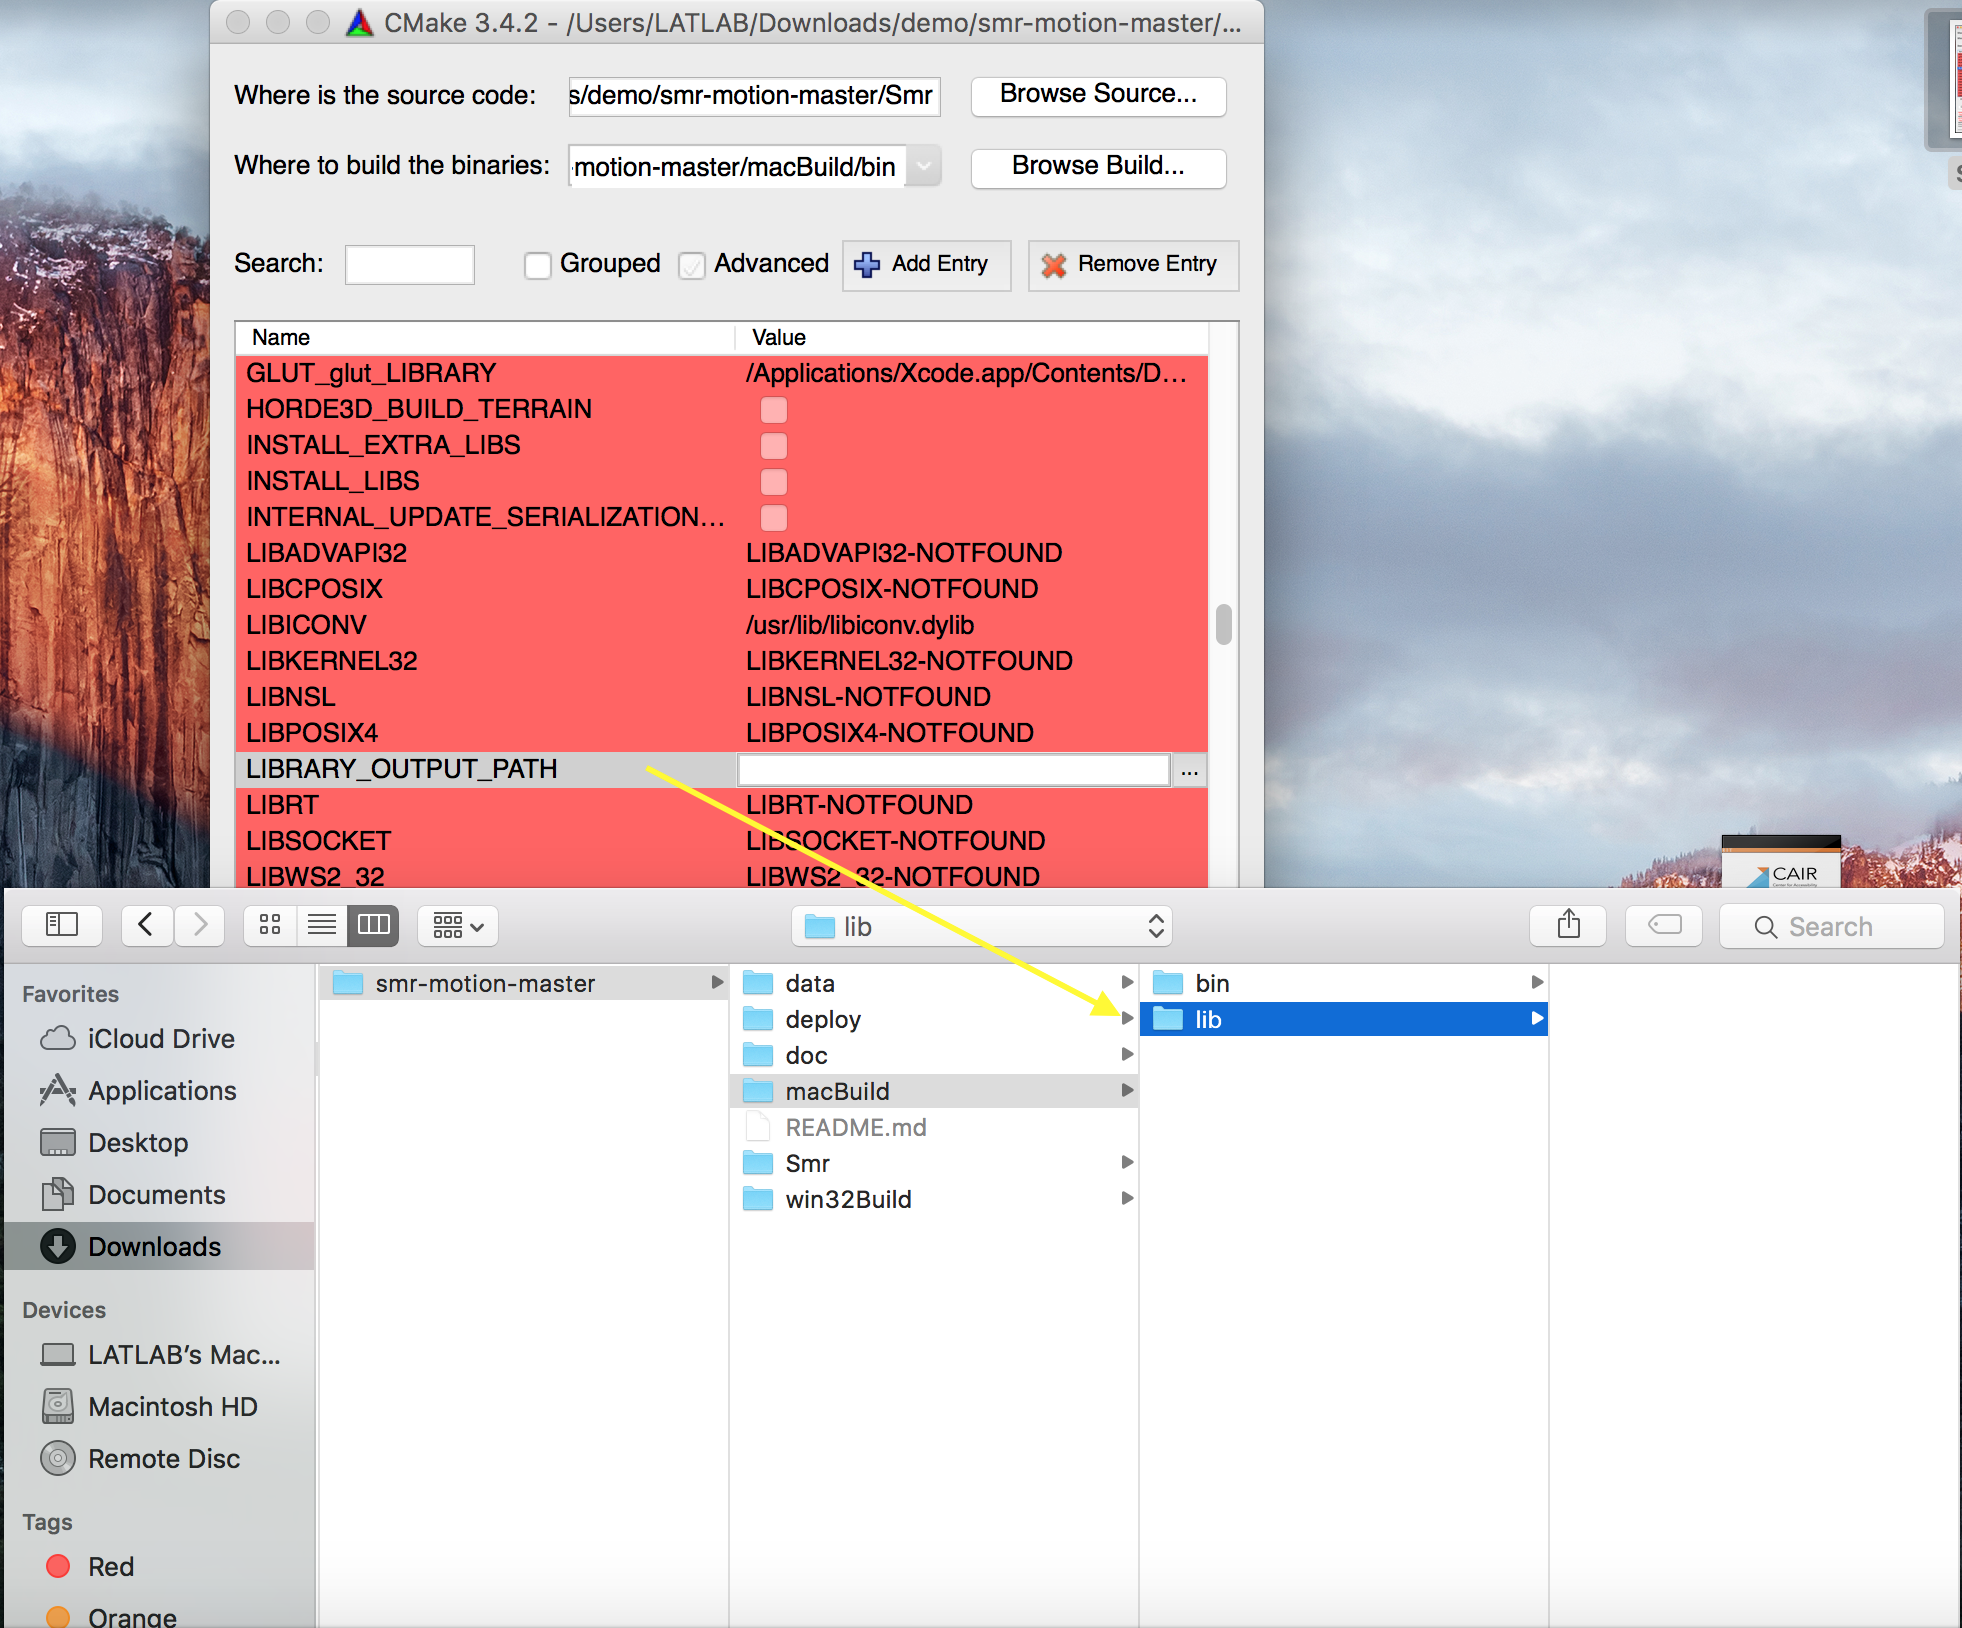 CMake 3.4.2 - /Users/LATLAB/Downloads/demo/smr-motion-master/...
Where is the source code: s/demo/smr-motion-master/Smr Browse Source...
Where to build the binaries: -motion-master/macBuild/bin Browse Build...
Search: Grouped Advanced Add Entry Remove Entry
Name Value
GLUT_glut_LIBRARY /Applications/Xcode.app/Contents/D...
HORDE3D_BUILD_TERRAIN
INSTALL_EXTRA_LIBS
INSTALL_LIBS
INTERNAL_UPDATE_SERIALIZATION...
LIBADVAPI32 LIBADVAPI32-NOTFOUND
LIBCPOSIX LIBCPOSIX-NOTFOUND
LIBICONV /usr/lib/libiconv.dylib
LIBKERNEL32 LIBKERNEL32-NOTFOUND
LIBNSL LIBNSL-NOTFOUND
LIBPOSIX4 LIBPOSIX4-NOTFOUND
LIBRARY_OUTPUT_PATH ...
LIBRT LIBRT-NOTFOUND
LIBSOCKET LIBSOCKET-NOTFOUND
LIBWS2_32 LIBWS2_32-NOTFOUND
CAIR
lib Search
Favorites
iCloud Drive
Applications
Desktop
Documents
Downloads
Devices
LATLAB's Mac...
Macintosh HD
Remote Disc
Tags
Red
Orange
smr-motion-master
data
deploy
doc
macBuild
README.md
Smr
win32Build
bin
lib